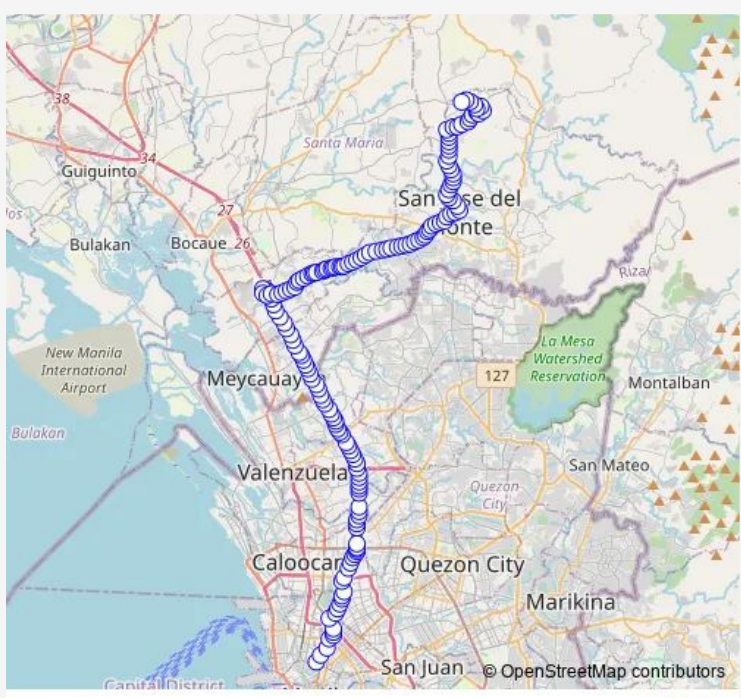 38
Santa Maria
34
Guiguinto
San Jose del
Monte
27
Bulakan
Bocaue
26
Rizal
New Manila
International
Airport
La Mesa
Watershed
Reservation
Meycauay
127
Montalban
Bulakan
Valenzuela
San Mateo
Quezon
City
Caloocan
Quezon City
Marikina
San Juan
© OpenStreetMap contributors
Capital District